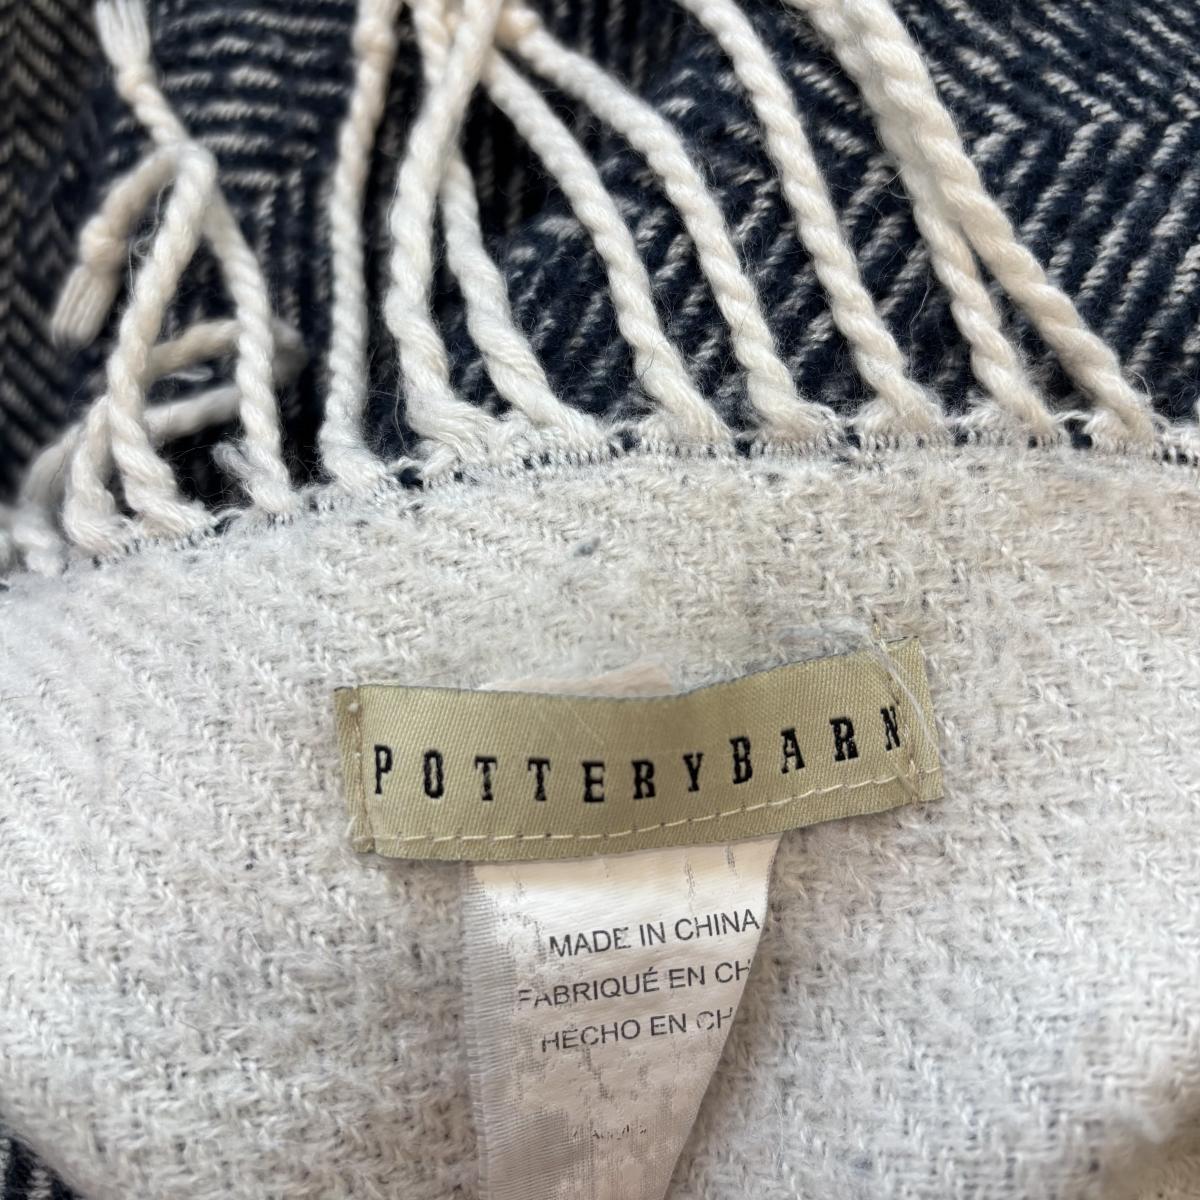 POTTERYBARN
MADE IN CHINA
FABRIQUÉ EN CH
HECHO EN CH